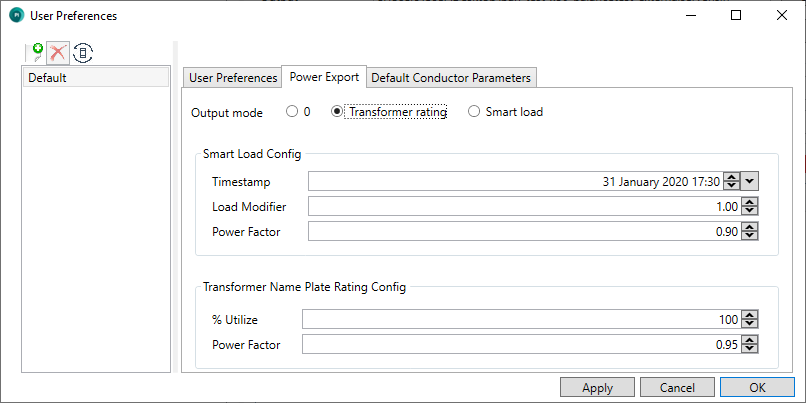 User Preferences
Default
User Preferences Power Export Default Conductor Parameters
Output mode 0 Transformer rating Smart load
Smart Load Config
Timestamp 31 January 2020 17:30
Load Modifier 1.00
Power Factor 0.90
Transformer Name Plate Rating Config
% Utilize 100
Power Factor 0.95
Apply Cancel OK